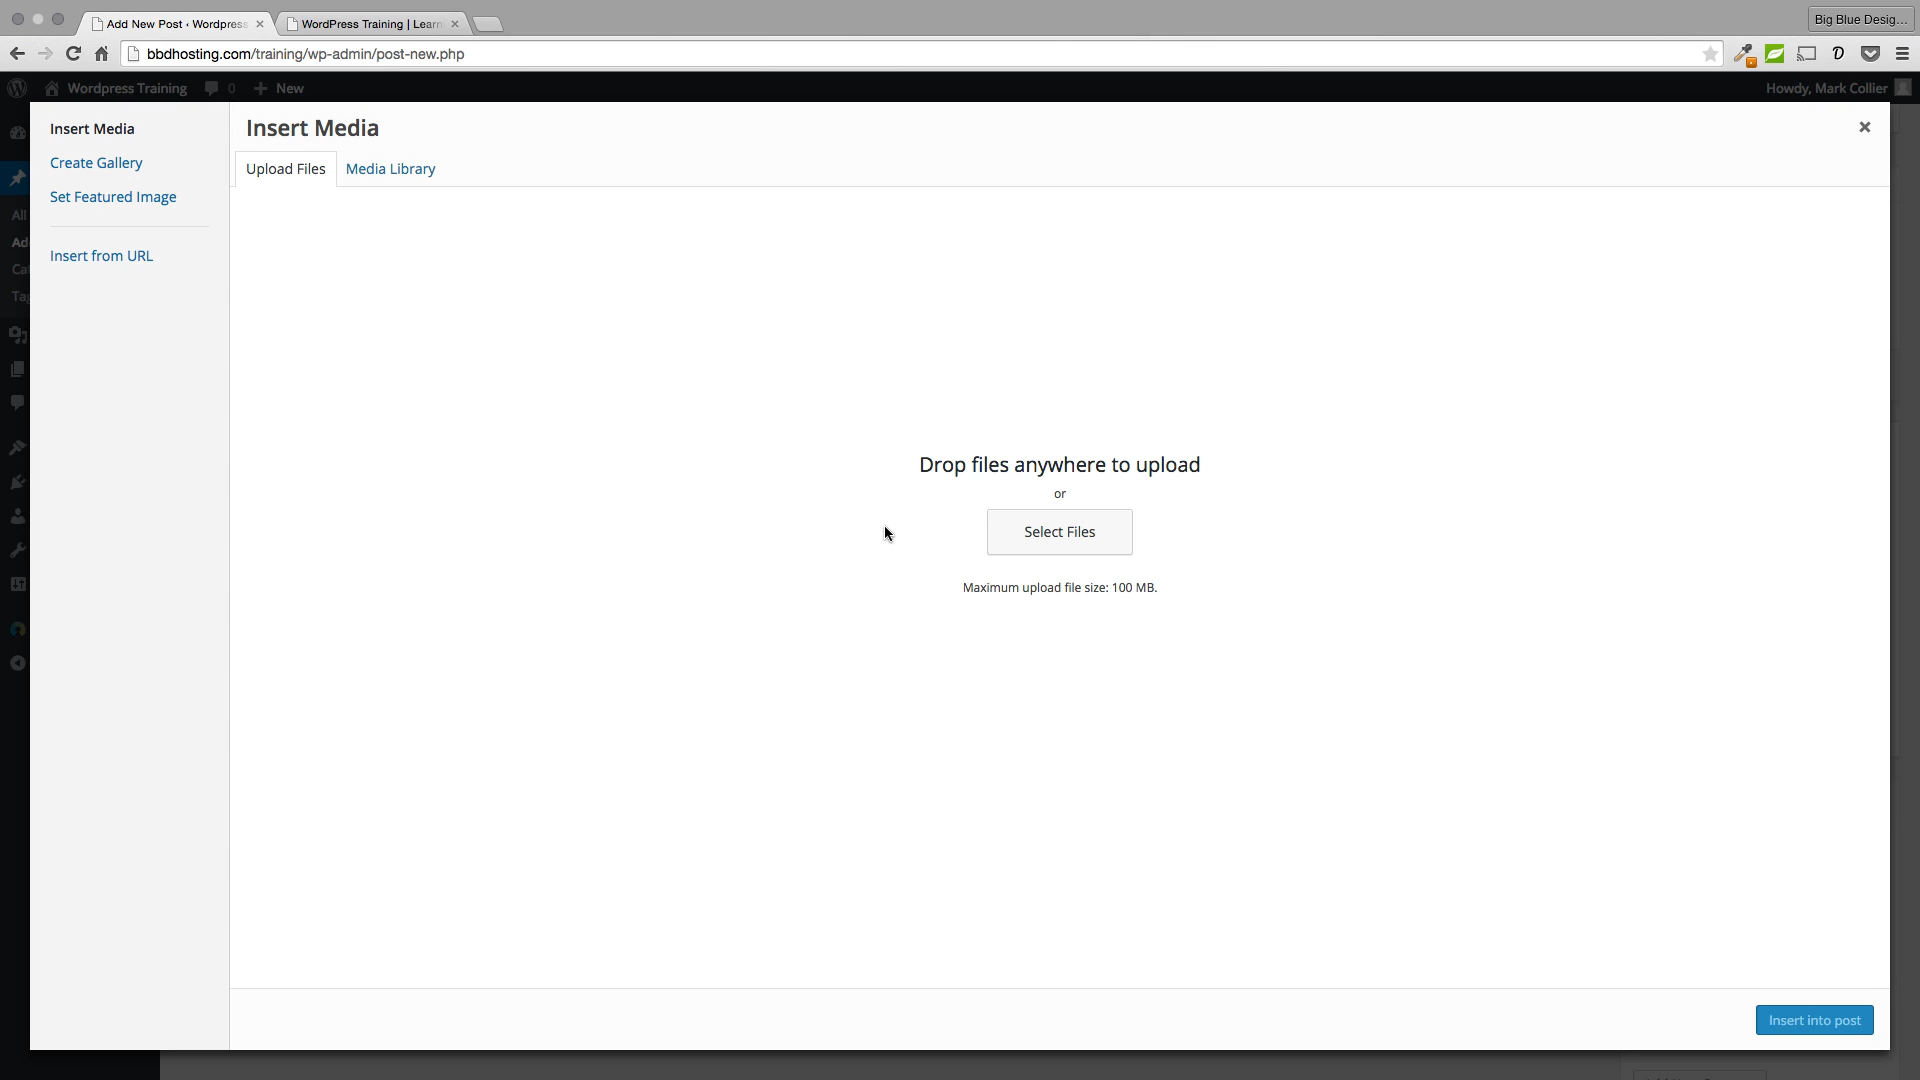 Add New Post ‹ Wordpress
WordPress Training | Learn
Big Blue Desig...
bbdhosting.com/training/wp-admin/post-new.php
Wordpress Training
0
New
Howdy, Mark Collier
Insert Media
Create Gallery
Set Featured Image
Insert from URL
All
Insert Media
Upload Files
Media Library
Drop files anywhere to upload
or
Select Files
Maximum upload file size: 100 MB.
Insert into post